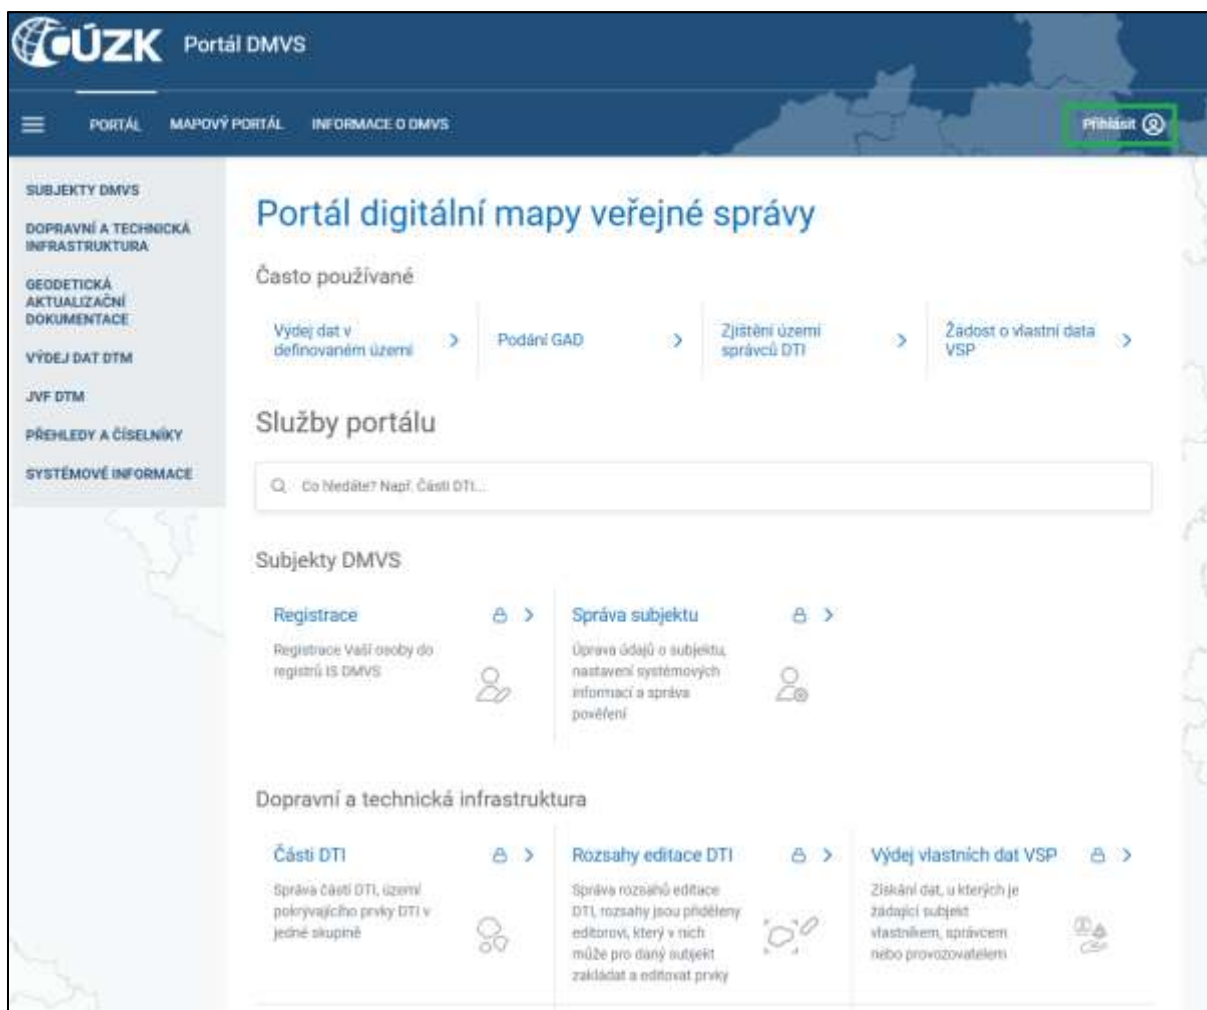 ČÚZK Portál DMVS
PORTÁL MAPOVÝ PORTÁL INFORMACE O DMVS Přihlásit
SUBJEKTY DMVS
DOPRAVNÍ A TECHNICKÁ
INFRASTRUKTURA
GEODETICKÁ
AKTUALIZAČNÍ
DOKUMENTACE
VÝDEJ DAT DTM
JVF DTM
PŘEHLEDY A ČÍSELNÍKY
SYSTÉMOVÉ INFORMACE
Portál digitální mapy veřejné správy
Často používané
Výdej dat v
definovaném území
Podání GAD
Zjištění území
správců DTI
Žádost o vlastní data
VSP
Služby portálu
Co hledáte? Např. Části DTI...
Subjekty DMVS
Registrace
Registrace Vaší osoby do
registrů IS DMVS
Správa subjektu
Úprava údajů o subjektu,
nastavení systémových
informací a správa
pověření
Dopravní a technická infrastruktura
Části DTI
Správa částí DTI, území
pokrývajícího prvky DTI v
jedné skupině
Rozsahy editace DTI
Správa rozsahů editace
DTI, rozsahy jsou přiděleny
editorovi, který v nich
může pro daný subjekt
zakládat a editovat prvky
Výdej vlastních dat VSP
Získání dat, u kterých je
žádající subjekt
vlastníkem, správcem
nebo provozovatelem